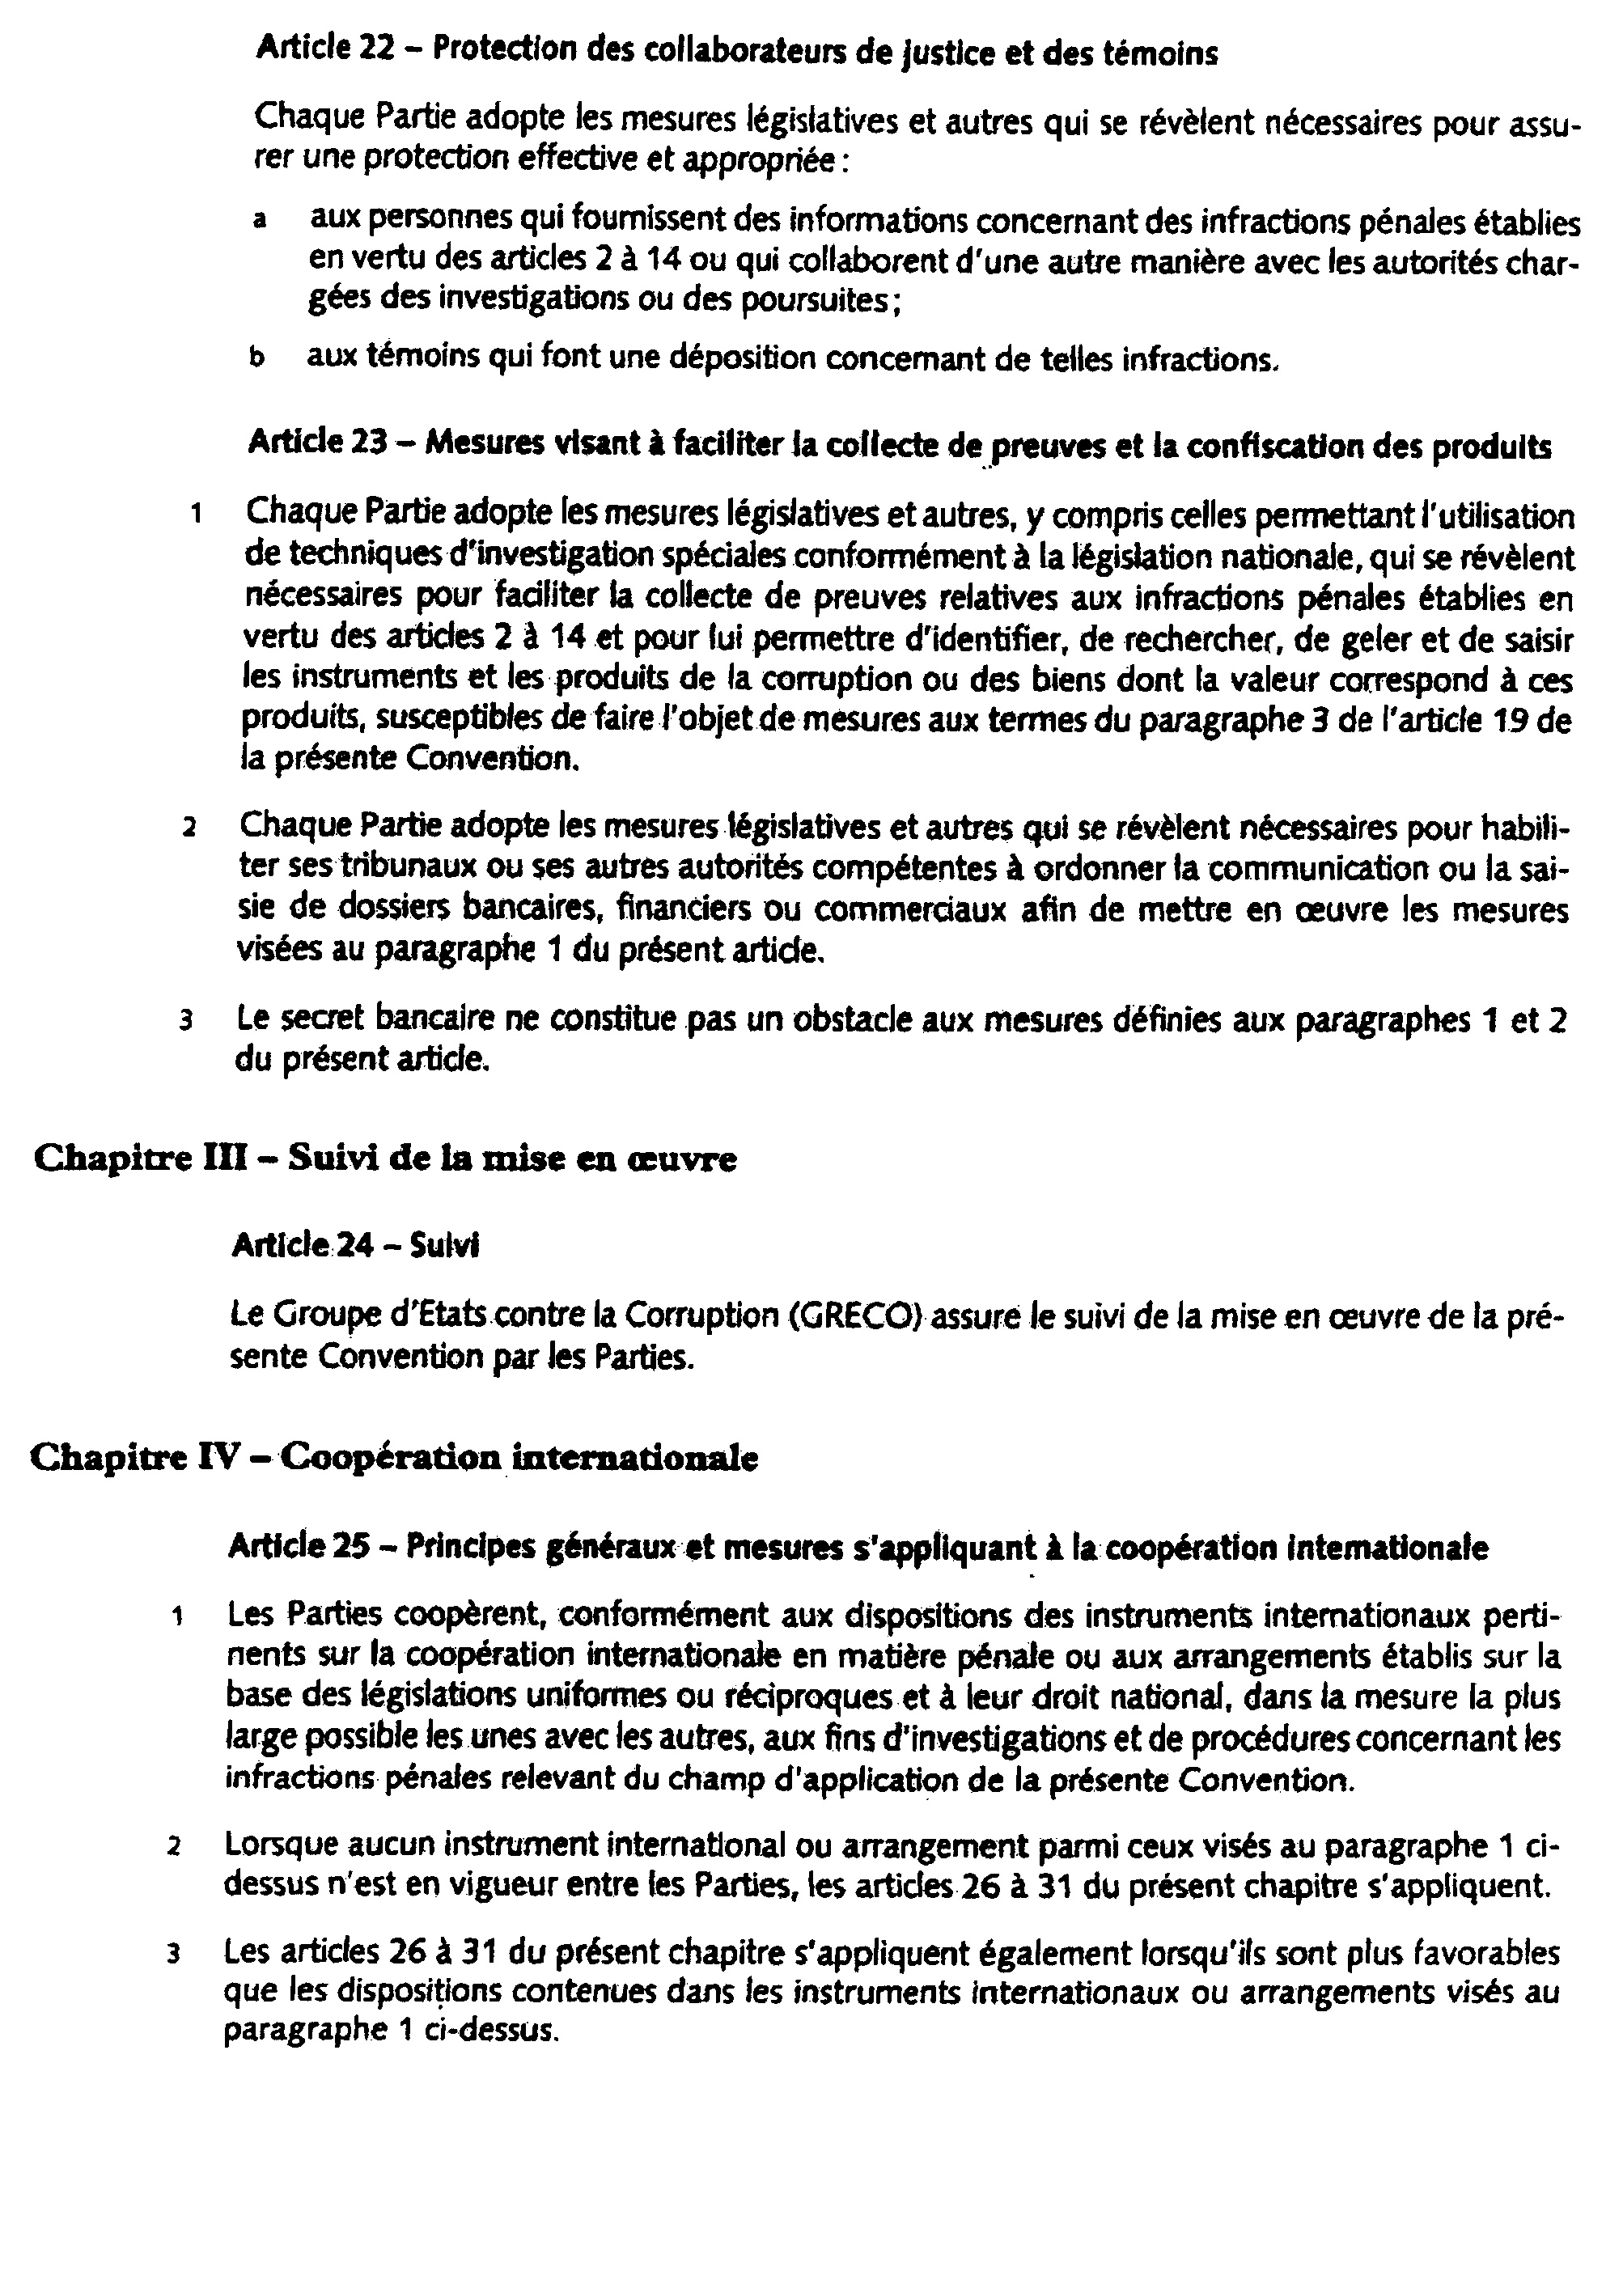 Article 22 – Protection des collaborateurs de justice et des témoins
Chaque Partie adopte les mesures législatives et autres qui se révèlent nécessaires pour assu-
rer une protection effective et appropriée :
a aux personnes qui fournissent des informations concernant des infractions pénales établies
en vertu des articles 2 à 14 ou qui collaborent d'une autre manière avec les autorités char-
gées des investigations ou des poursuites ;
b aux témoins qui font une déposition concernant de telles infractions.
Article 23 – Mesures visant à faciliter la collecte de preuves et la confiscation des produits
1 Chaque Partie adopte les mesures législatives et autres, y compris celles permettant l'utilisation
de techniques d'investigation spéciales conformément à la législation nationale, qui se révèlent
nécessaires pour faciliter la collecte de preuves relatives aux infractions pénales établies en
vertu des articles 2 à 14 et pour lui permettre d'identifier, de rechercher, de geler et de saisir
les instruments et les produits de la corruption ou des biens dont la valeur correspond à ces
produits, susceptibles de faire l'objet de mesures aux termes du paragraphe 3 de l'article 19 de
la présente Convention.
2 Chaque Partie adopte les mesures législatives et autres qui se révèlent nécessaires pour habili-
ter ses tribunaux ou ses autres autorités compétentes à ordonner la communication ou la sai-
sie de dossiers bancaires, financiers ou commerciaux afin de mettre en œuvre les mesures
visées au paragraphe 1 du présent article.
3 Le secret bancaire ne constitue pas un obstacle aux mesures définies aux paragraphes 1 et 2
du présent article.
Chapitre III – Suivi de la mise en œuvre
Article 24 – Suivi
Le Groupe d'Etats contre la Corruption (GRECO) assure le suivi de la mise en œuvre de la pré-
sente Convention par les Parties.
Chapitre IV – Coopération internationale
Article 25 – Principes généraux et mesures s'appliquant à la coopération internationale
1 Les Parties coopèrent, conformément aux dispositions des instruments internationaux perti-
nents sur la coopération internationale en matière pénale ou aux arrangements établis sur la
base des législations uniformes ou réciproques et à leur droit national, dans la mesure la plus
large possible les unes avec les autres, aux fins d'investigations et de procédures concernant les
infractions pénales relevant du champ d'application de la présente Convention.
2 Lorsque aucun instrument international ou arrangement parmi ceux visés au paragraphe 1 ci-
dessus n'est en vigueur entre les Parties, les articles 26 à 31 du présent chapitre s'appliquent.
3 Les articles 26 à 31 du présent chapitre s'appliquent également lorsqu'ils sont plus favorables
que les dispositions contenues dans les instruments internationaux ou arrangements visés au
paragraphe 1 ci-dessus.